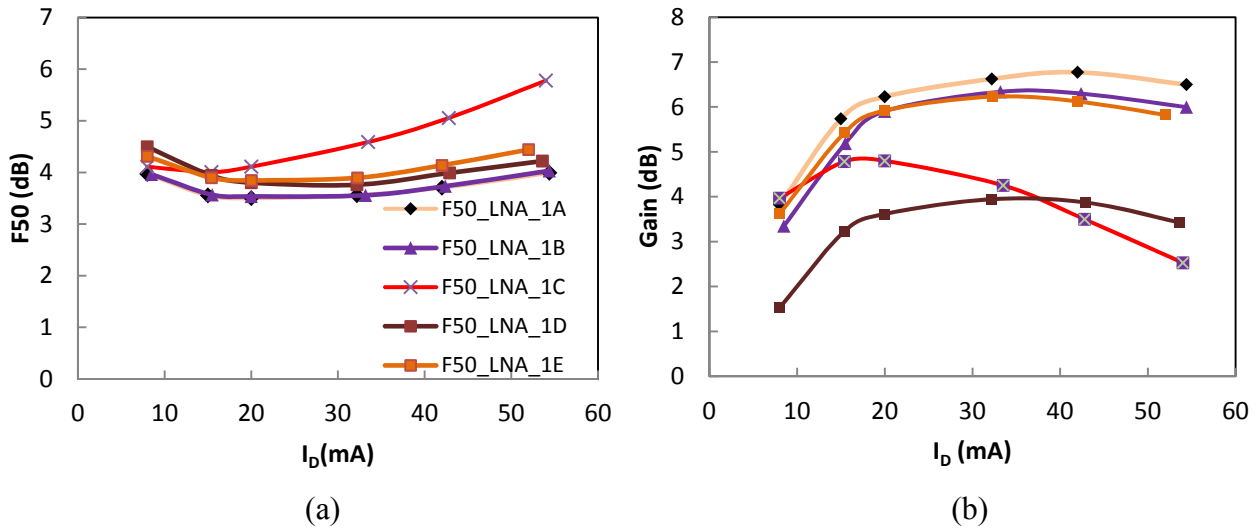 7
6
5
4
3
2
1
0
F50 (dB)
F50_LNA_1A
F50_LNA_1B
F50_LNA_1C
F50_LNA_1D
F50_LNA_1E
0 10 20 30 40 50 60
I_D(mA)
(a)
8
7
6
5
4
3
2
1
0
Gain (dB)
0 10 20 30 40 50 60
I_D (mA)
(b)